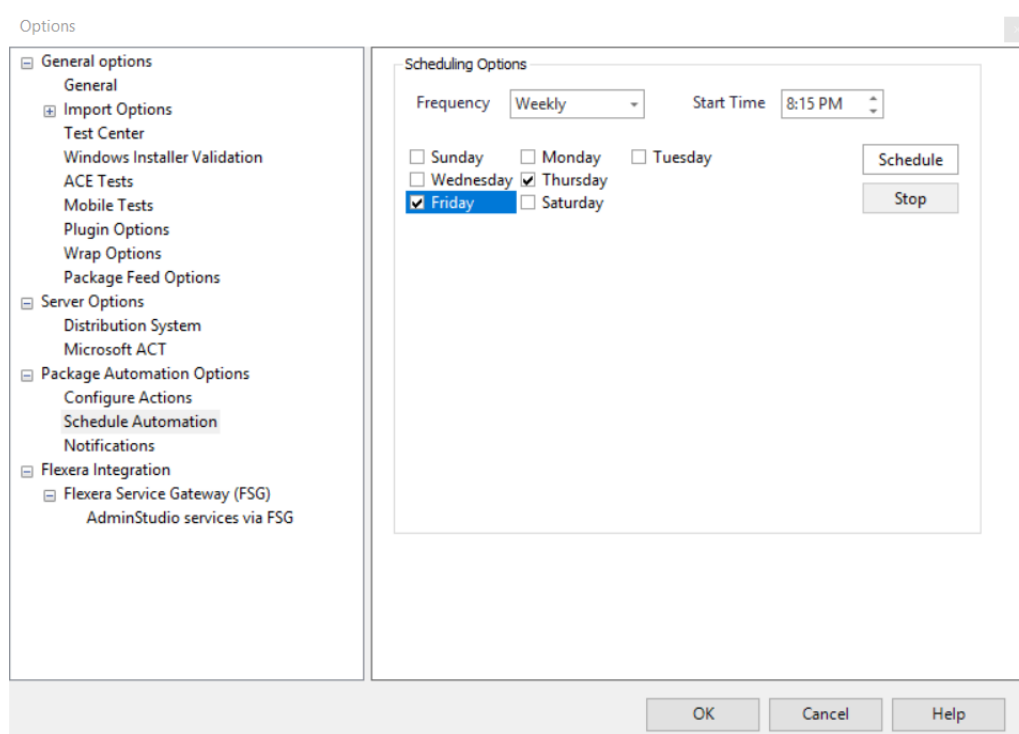 Options
General options
General
Import Options
Test Center
Windows Installer Validation
ACE Tests
Mobile Tests
Plugin Options
Wrap Options
Package Feed Options
Server Options
Distribution System
Microsoft ACT
Package Automation Options
Configure Actions
Schedule Automation
Notifications
Flexera Integration
Flexera Service Gateway (FSG)
AdminStudio services via FSG
Scheduling Options
Frequency Weekly Start Time 8:15 PM
Sunday Monday Tuesday Schedule
Wednesday Thursday
Friday Saturday Stop
OK Cancel Help